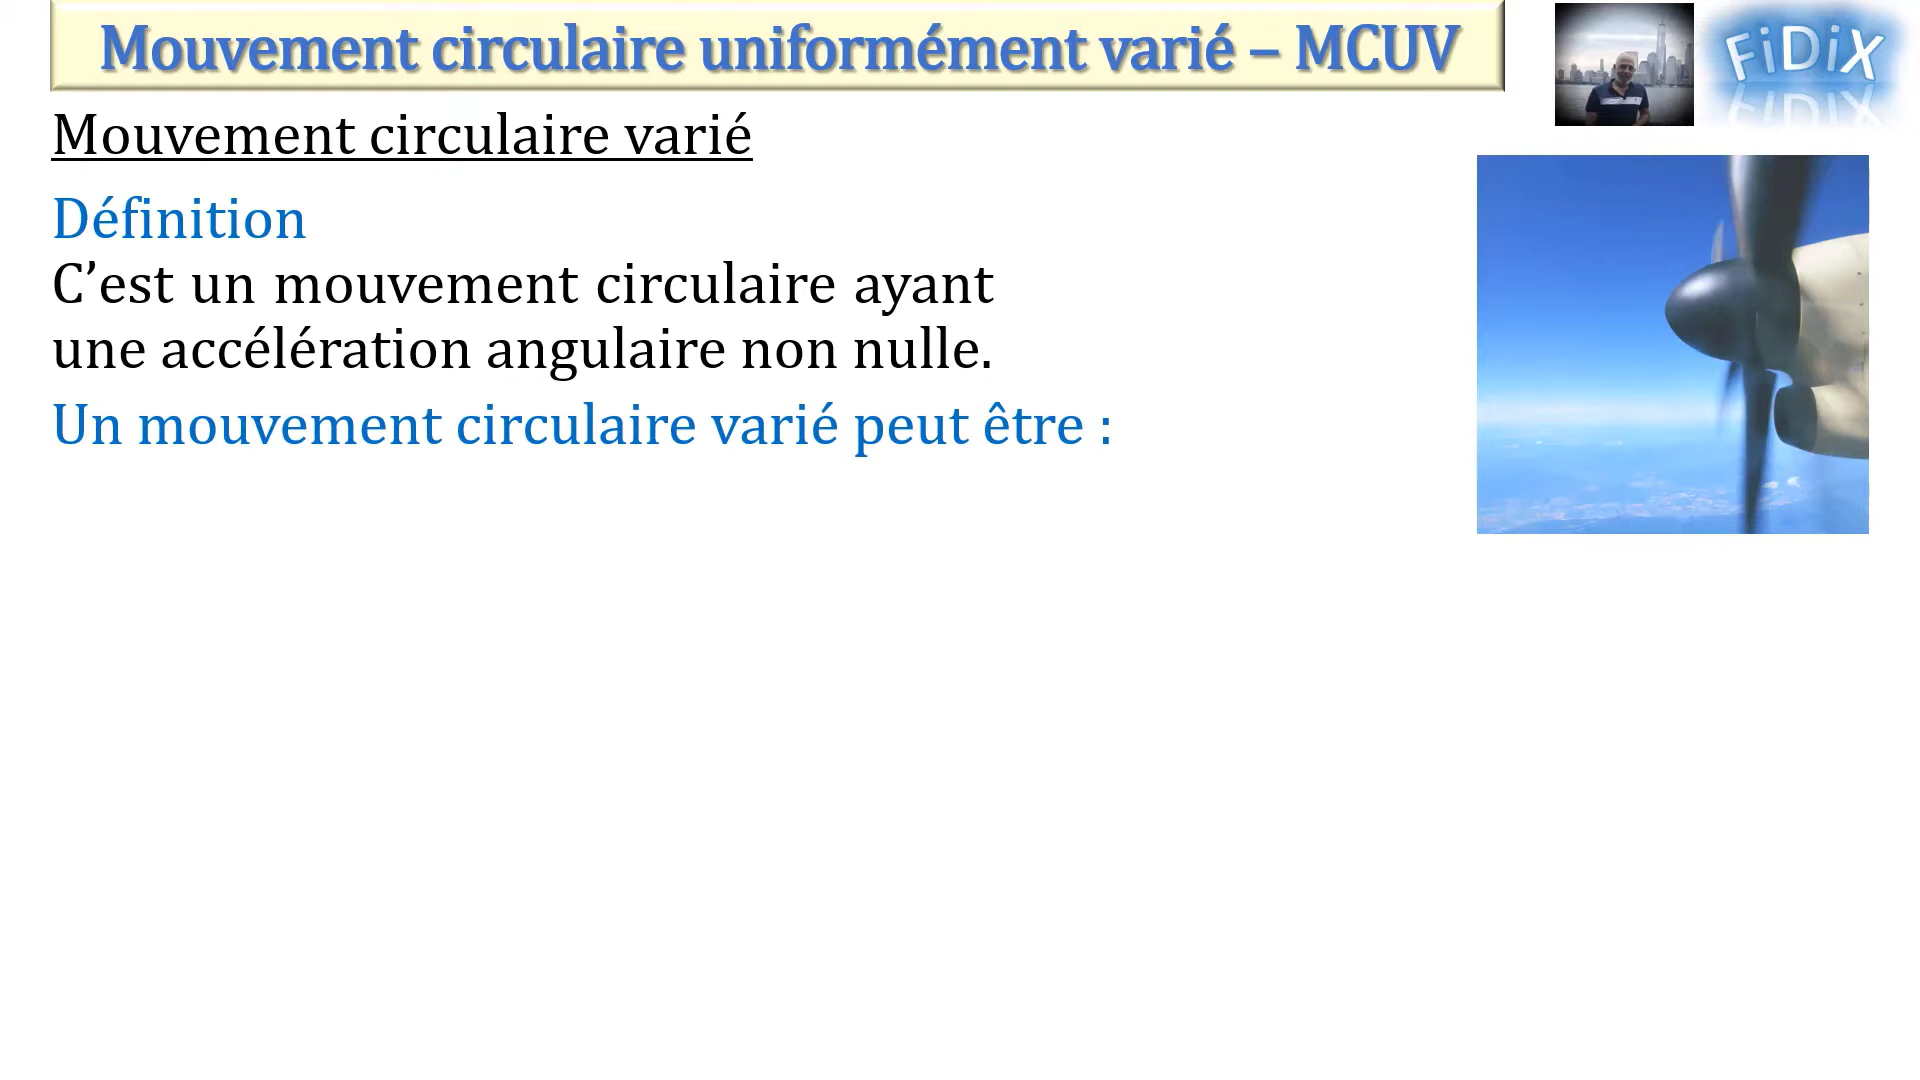 Mouvement circulaire uniformément varié – MCUV
FiDiX
Mouvement circulaire varié
Définition
C’est un mouvement circulaire ayant
une accélération angulaire non nulle.
Un mouvement circulaire varié peut être :